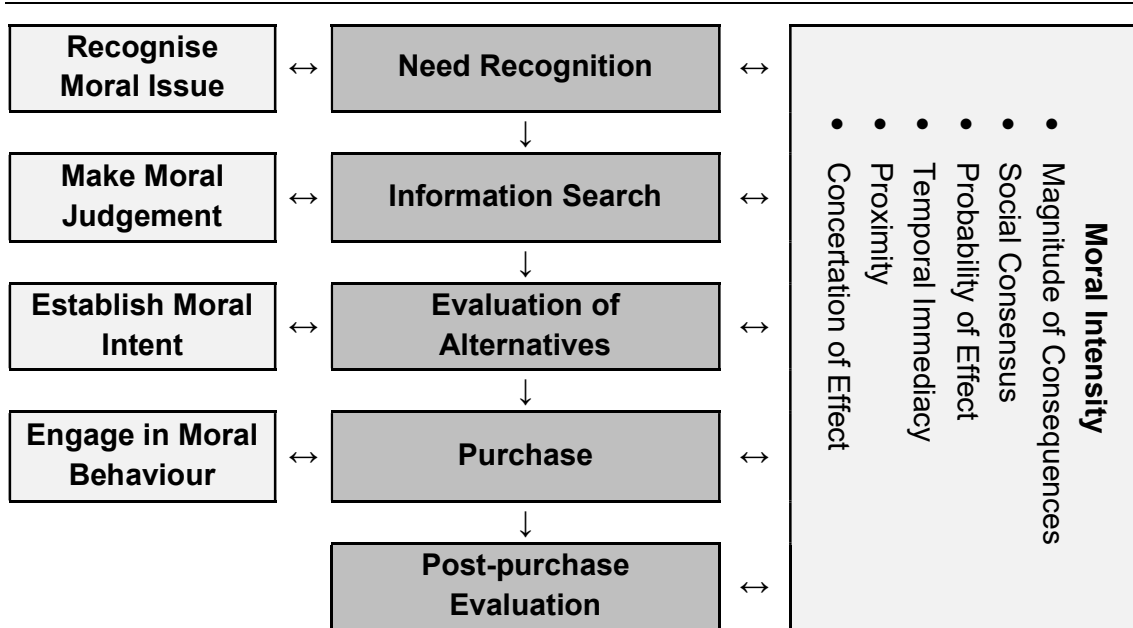 Recognise
Moral Issue
↔
Need Recognition
↔
↓
Make Moral
Judgement
↔
Information Search
↔
↓
Establish Moral
Intent
↔
Evaluation of
Alternatives
↔
↓
Engage in Moral
Behaviour
↔
Purchase
↔
↓
Post-purchase
Evaluation
↔
Moral Intensity
• Magnitude of Consequences
• Social Consensus
• Probability of Effect
• Temporal Immediacy
• Proximity
• Concertation of Effect